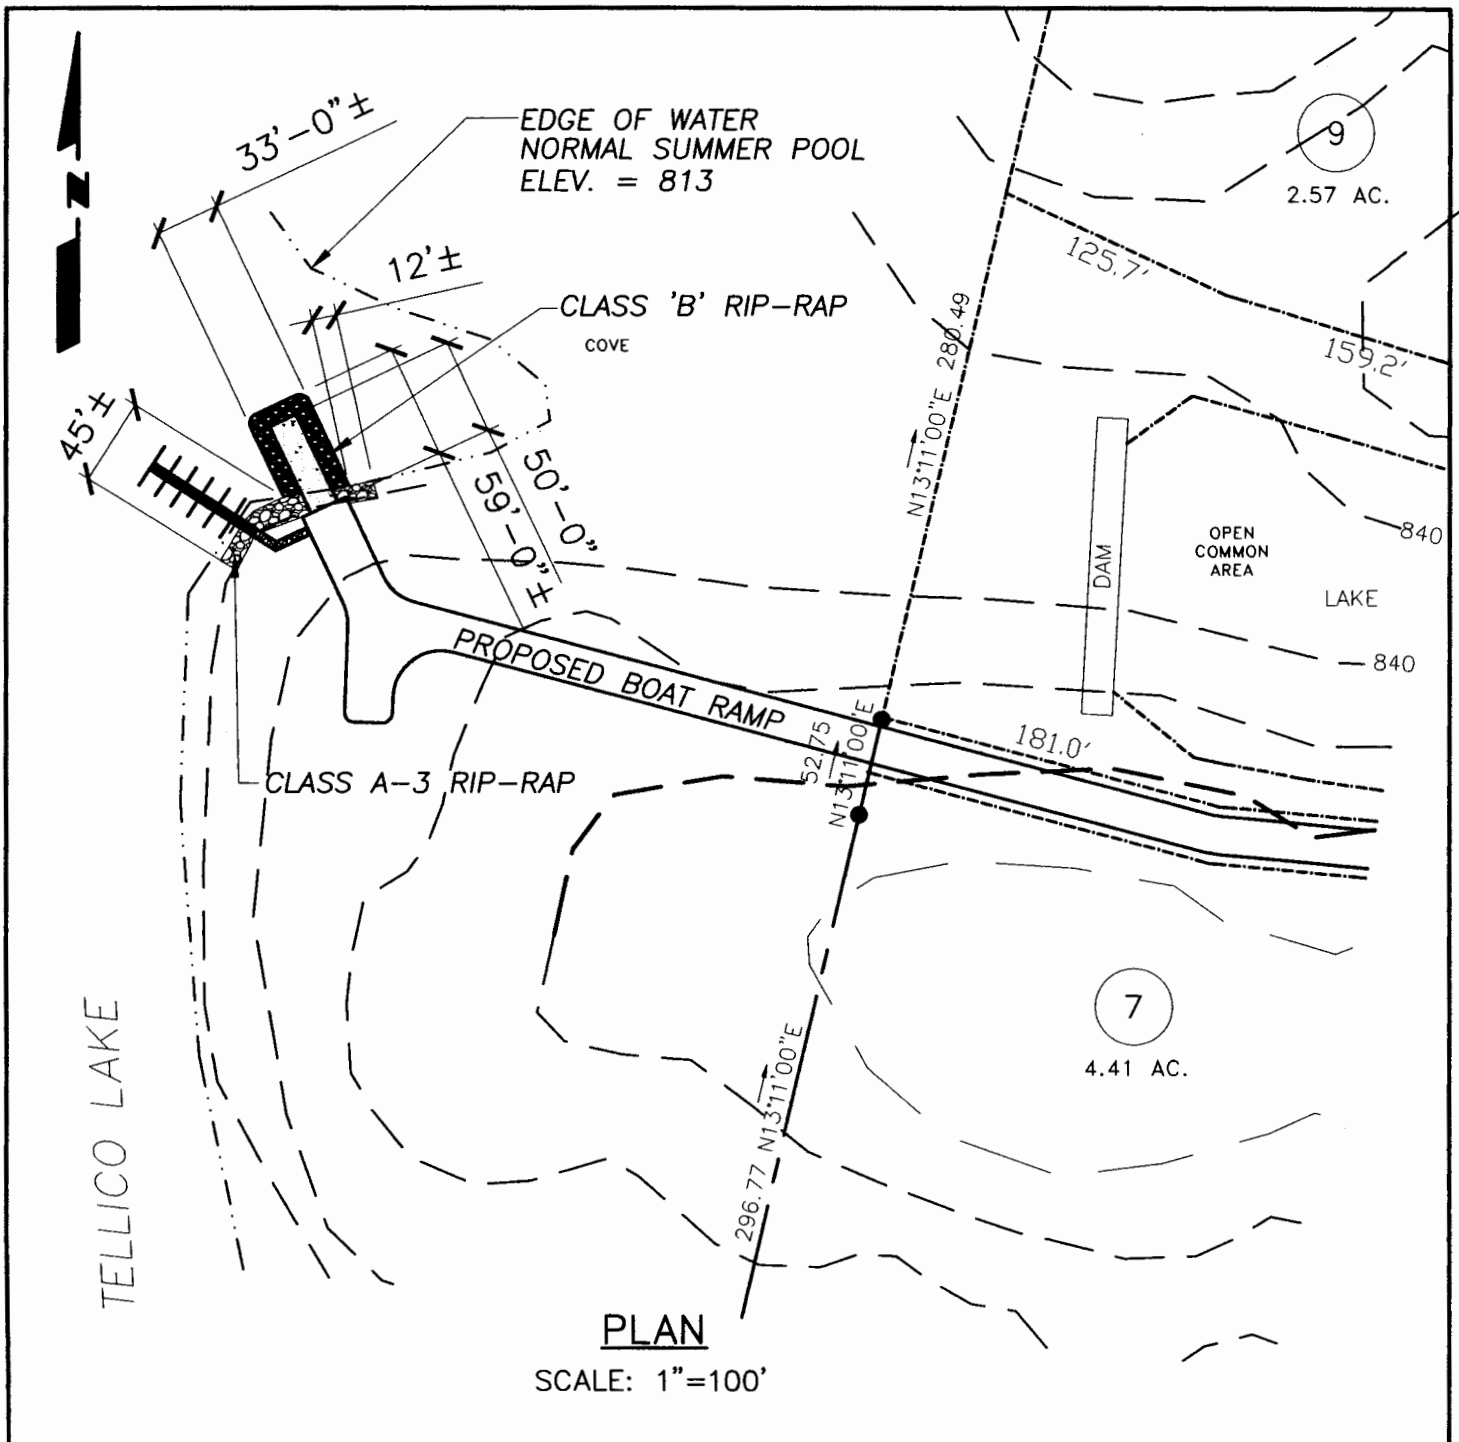 33'-0"±
EDGE OF WATER
NORMAL SUMMER POOL
ELEV. = 813
9
2.57 AC.
N
12'±
125.7'
CLASS 'B' RIP-RAP
COVE
N13°11'00"E 280.49
159.2'
45'±
50'-0"
59'-0"±
840
OPEN
COMMON
AREA
DAM
LAKE
840
PROPOSED BOAT RAMP
181.0'
52.75
N13°11'00"E
CLASS A-3 RIP-RAP
7
4.41 AC.
TELLICO LAKE
296.77 N13°11'00"E
PLAN
SCALE: 1"=100'